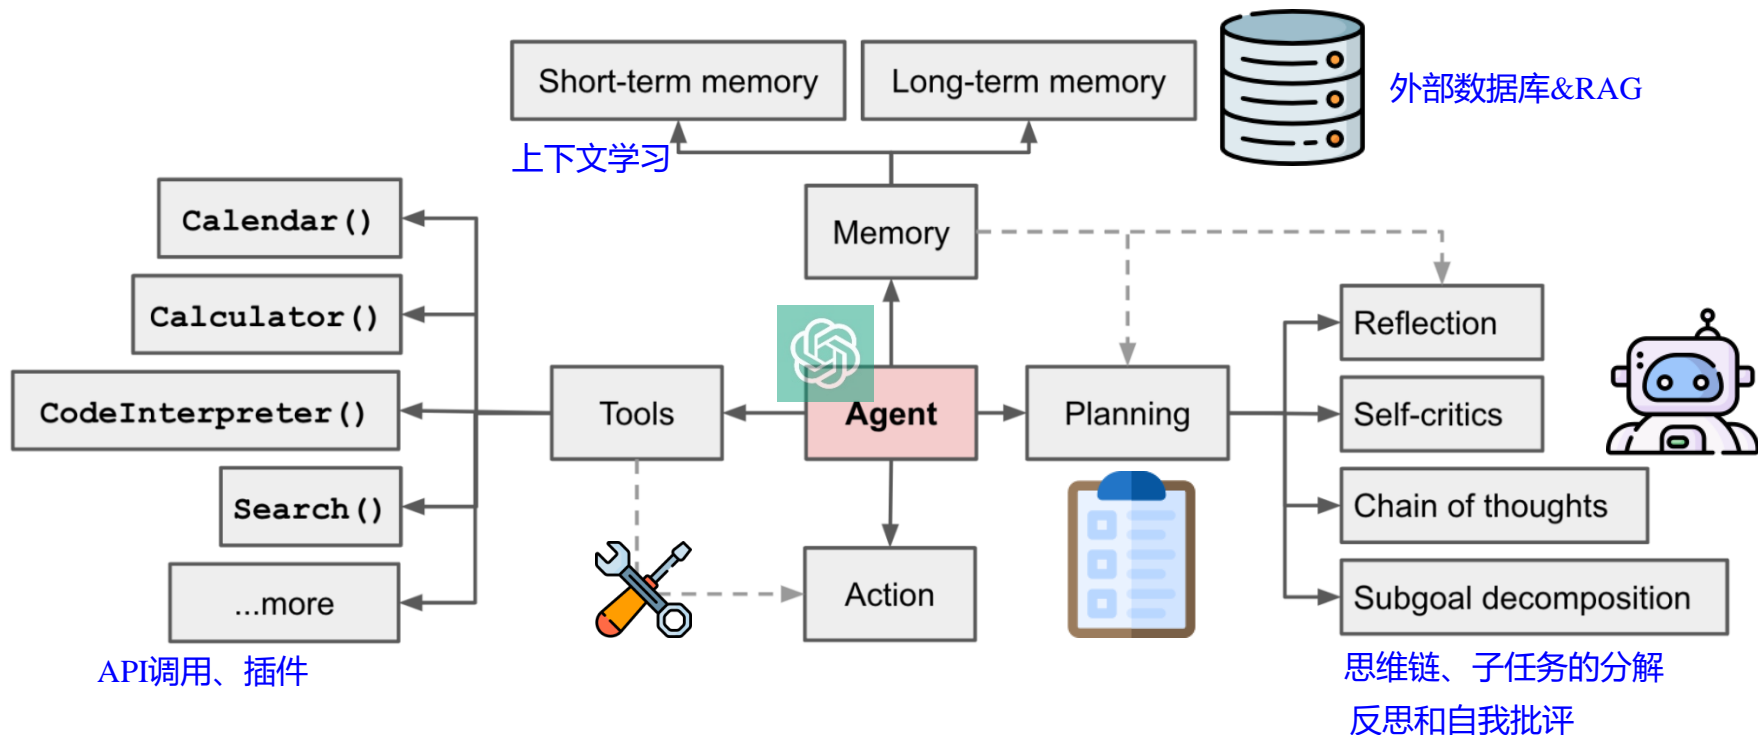 Short-term memory
Long-term memory
外部数据库&RAG
上下文学习
Calendar()
Memory
Calculator()
Reflection
CodeInterpreter()
Tools
Agent
Planning
Self-critics
Search()
Chain of thoughts
...more
Action
Subgoal decomposition
API调用、插件
思维链、子任务的分解
反思和自我批评